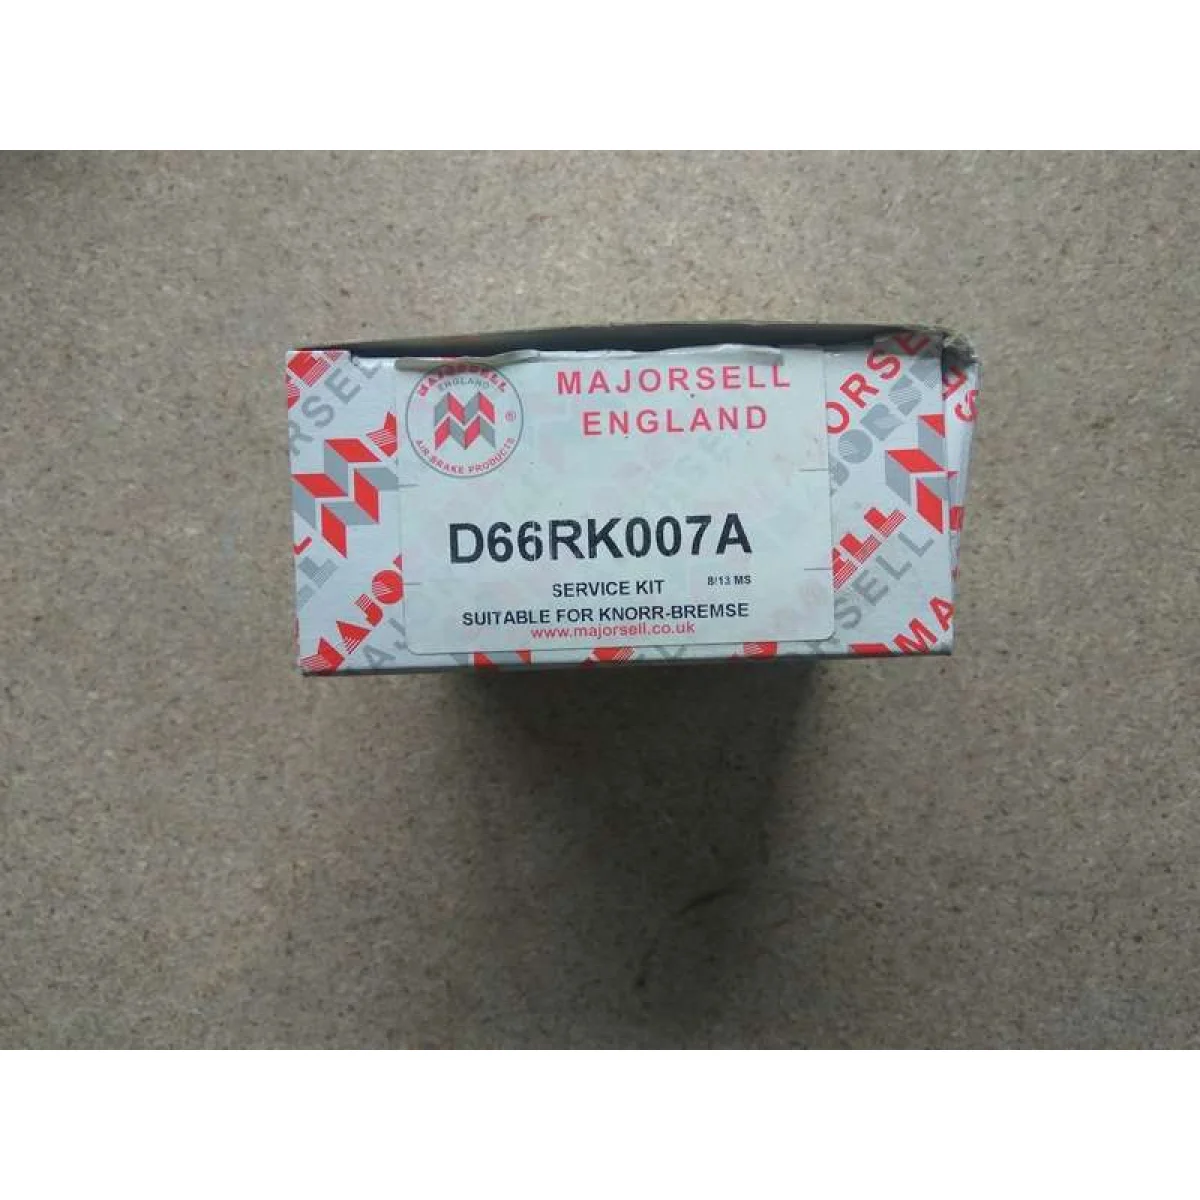 MAJORSELL
ENGLAND
AIR-BRAKE PRODUCTS
®
MAJORSELL
ENGLAND
D66RK007A
SERVICE KIT
8/13 MS
SUITABLE FOR KNORR-BREMSE
www.majorsell.co.uk